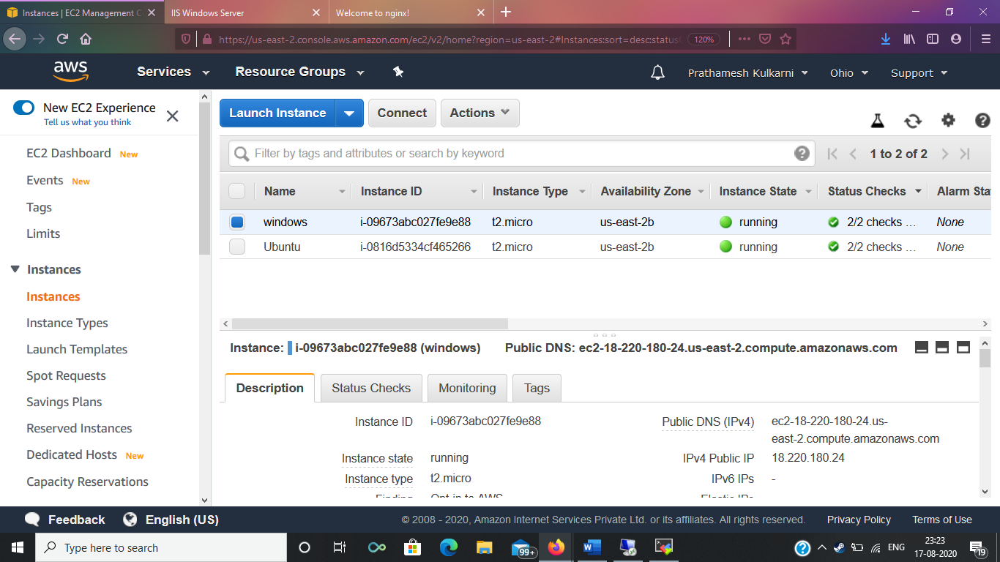 Instances | EC2 Management C
IIS Windows Server
Welcome to nginx!
https://us-east-2.console.aws.amazon.com/ec2/v2/home?region=us-east-2#Instances:sort=desc:status
120%
aws
Services
Resource Groups
Prathamesh Kulkarni
Ohio
Support
New EC2 Experience
Tell us what you think
EC2 Dashboard New
Events New
Tags
Limits
Instances
Instances
Instance Types
Launch Templates
Spot Requests
Savings Plans
Reserved Instances
Dedicated Hosts New
Capacity Reservations
Launch Instance
Connect
Actions
Filter by tags and attributes or search by keyword
1 to 2 of 2
Name Instance ID Instance Type Availability Zone Instance State Status Checks Alarm Sta
windows i-09673abc027fe9e88 t2.micro us-east-2b running 2/2 checks ... None
Ubuntu i-0816d5334cf465266 t2.micro us-east-2b running 2/2 checks ... None
Instance: i-09673abc027fe9e88 (windows) Public DNS: ec2-18-220-180-24.us-east-2.compute.amazonaws.com
Description Status Checks Monitoring Tags
Instance ID i-09673abc027fe9e88
Instance state running
Instance type t2.micro
Finding Opt-in to AWS
Public DNS (IPv4) ec2-18-220-180-24.us-
east-2.compute.amazonaws.com
IPv4 Public IP 18.220.180.24
IPv6 IPs -
Elastic IPs
Feedback
English (US)
© 2008 - 2020, Amazon Internet Services Private Ltd. or its affiliates. All rights reserved.
Privacy Policy
Terms of Use
Type here to search
99+
ENG
23:23
17-08-2020
19